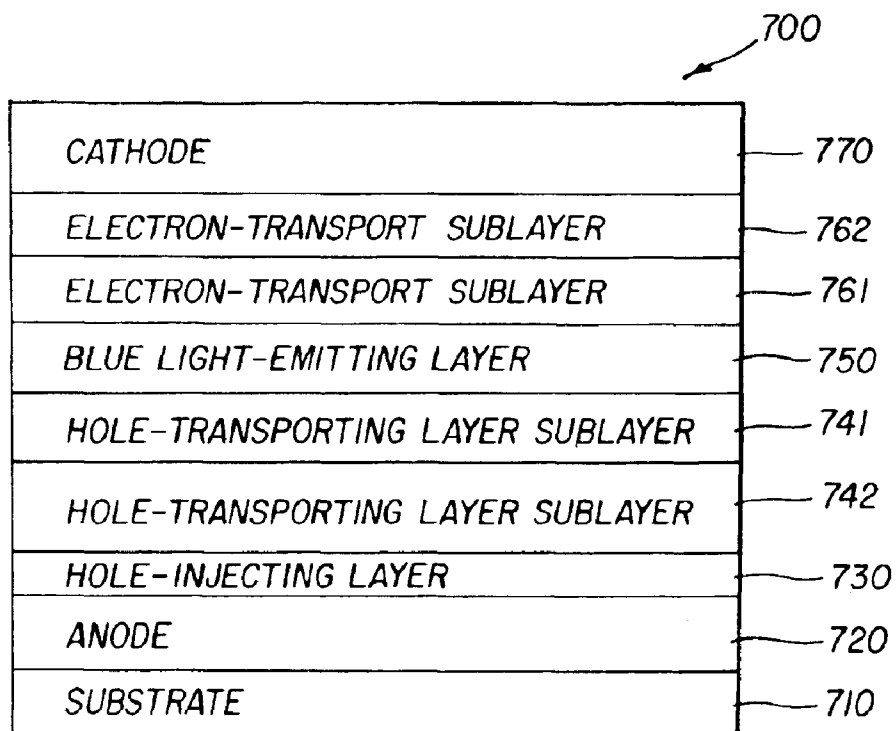 700
CATHODE 770
ELECTRON-TRANSPORT SUBLAYER 762
ELECTRON-TRANSPORT SUBLAYER 761
BLUE LIGHT-EMITTING LAYER 750
HOLE-TRANSPORTING LAYER SUBLAYER 741
HOLE-TRANSPORTING LAYER SUBLAYER 742
HOLE-INJECTING LAYER 730
ANODE 720
SUBSTRATE 710